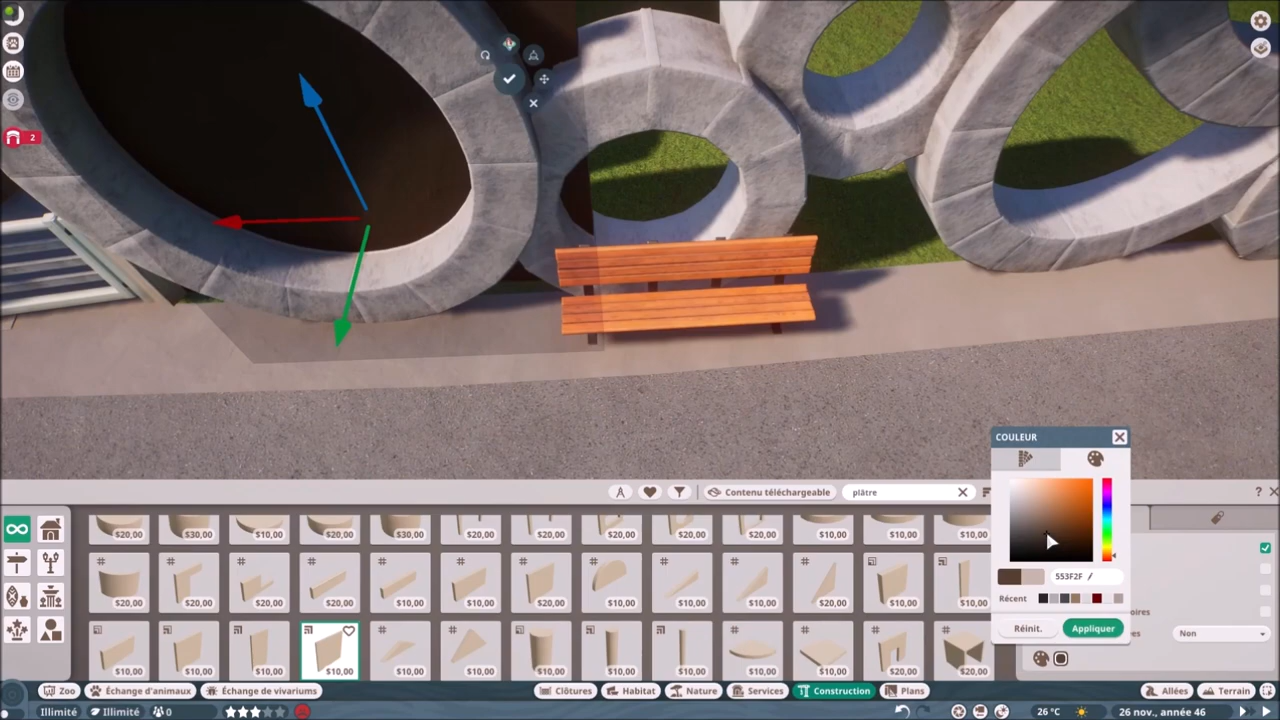 2
Contenu téléchargeable
plâtre
?
COULEUR
553F2F
Récent
Réinit.
Appliquer
oires
es
Non
$20,00 $30,00 $10,00 $20,00 $30,00 $10,00 $20,00 $20,00 $20,00 $20,00 $10,00 $10,00 $10,00
$20,00 $20,00 $20,00 $20,00 $10,00 $10,00 $20,00 $10,00 $10,00 $10,00 $20,00 $10,00 $10,00
$10,00 $10,00 $10,00 $10,00 $10,00 $10,00 $10,00 $10,00 $10,00 $10,00 $10,00 $20,00 $20,00
Zoo Échange d'animaux Échange de vivariums Clôtures Habitat Nature Services Construction Plans Allées Terrain
Illimité Illimité 0 26 °C 26 nov., année 46